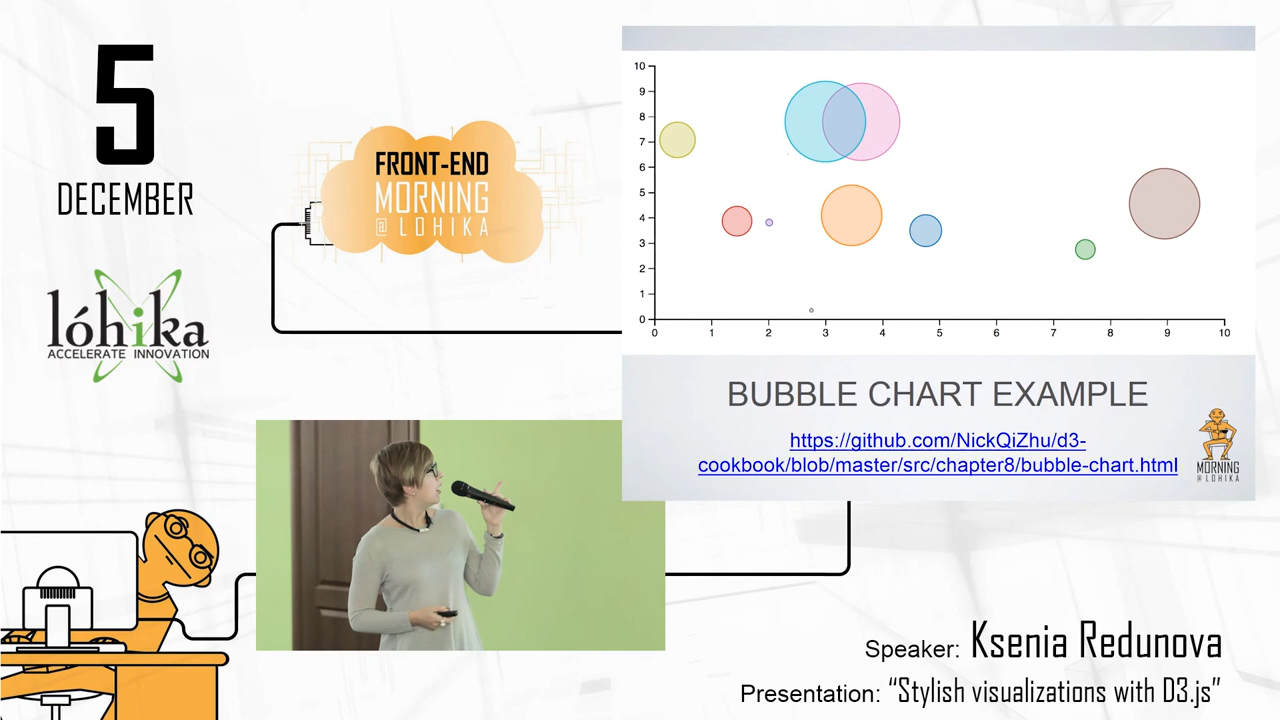 5
DECEMBER
lóhika
ACCELERATE INNOVATION
FRONT-END
MORNING
@ LOHIKA
10
9
8
7
6
5
4
3
2
1
0
0 1 2 3 4 5 6 7 8 9 10
BUBBLE CHART EXAMPLE
https://github.com/NickQiZhu/d3-
cookbook/blob/master/src/chapter8/bubble-chart.html
MORNING
@ LOHIKA
Speaker: Ksenia Redunova
Presentation: “Stylish visualizations with D3.js”